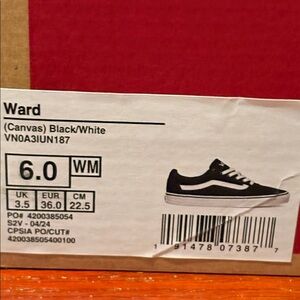 Ward
(Canvas) Black/White
VN0A3IUN187
6.0 WM
UK EUR CM
3.5 36.0 22.5
PO# 4200385054
S2V - 04/24
CPSIA PO/CUT#
420038505400100
1 91478 07387 7